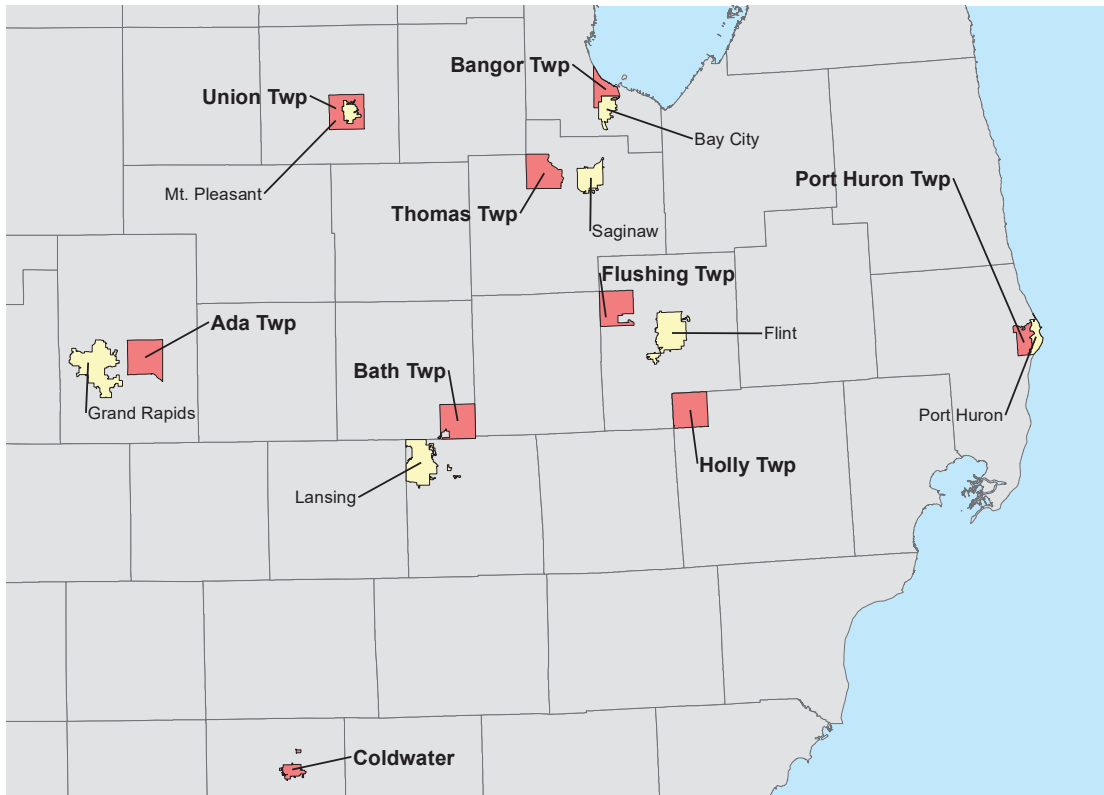 Bangor Twp
Union Twp
Bay City
Mt. Pleasant
Port Huron Twp
Thomas Twp
Saginaw
Flushing Twp
Ada Twp
Flint
Bath Twp
Grand Rapids
Port Huron
Holly Twp
Lansing
Coldwater